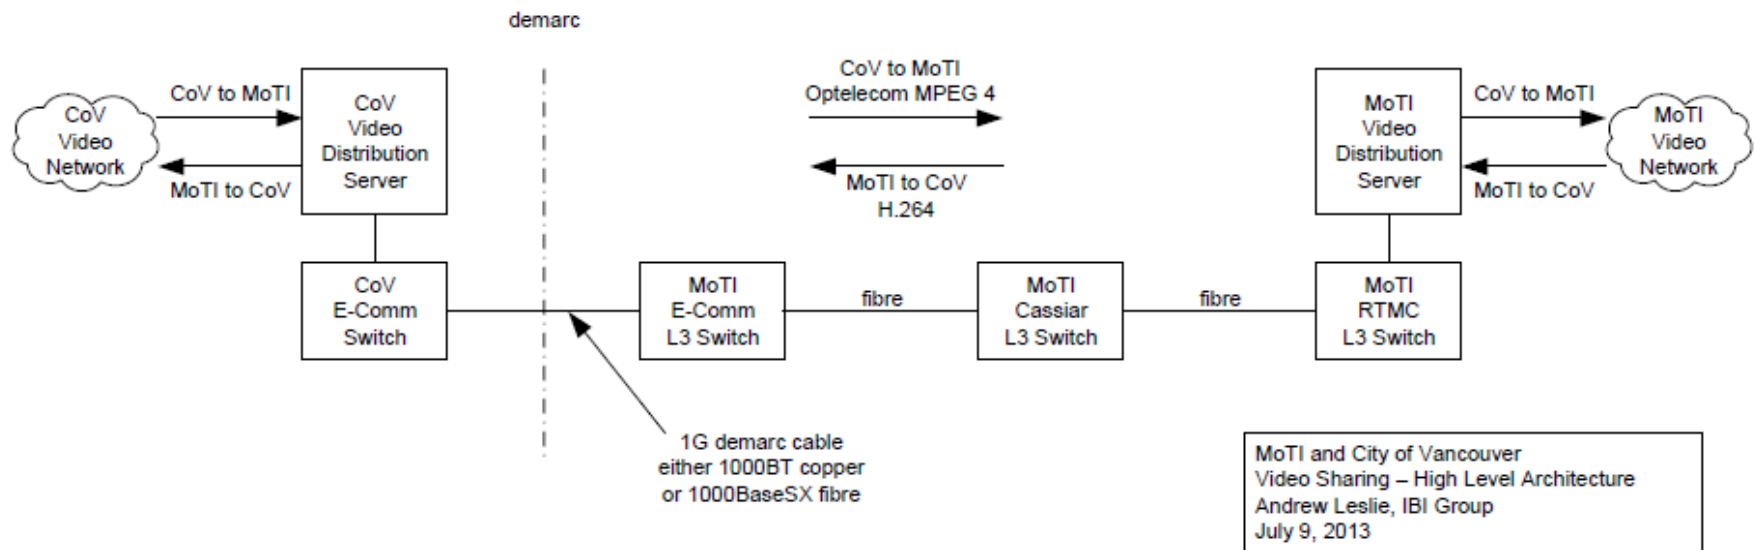 demarc
CoV
Video
Network
CoV to MoTI
MoTI to CoV
CoV
Video
Distribution
Server
CoV to MoTI
Optelecom MPEG 4
MoTI to CoV
H.264
MoTI
Video
Distribution
Server
CoV to MoTI
MoTI to CoV
MoTI
Video
Network
CoV
E-Comm
Switch
MoTI
E-Comm
L3 Switch
fibre
MoTI
Cassiar
L3 Switch
fibre
MoTI
RTMC
L3 Switch
1G demarc cable
either 1000BT copper
or 1000BaseSX fibre
MoTI and City of Vancouver
Video Sharing – High Level Architecture
Andrew Leslie, IBI Group
July 9, 2013